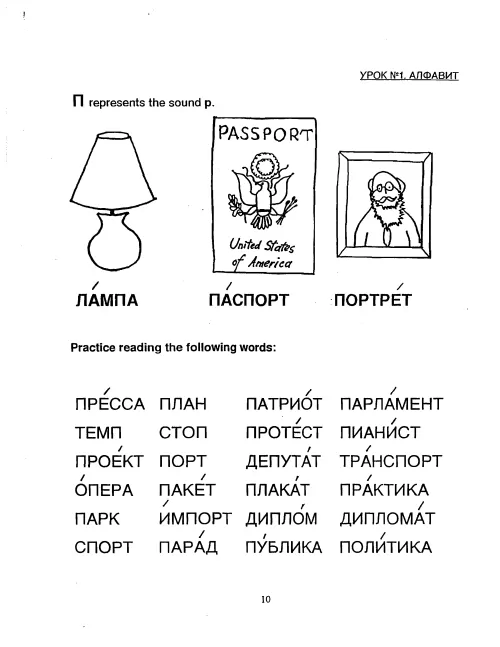 УРОК №1. АЛФАВИТ
П represents the sound p.
PASSPORT
United States
of America
ЛА́МПА ПА́СПОРТ ПОРТРЕ́Т
Practice reading the following words:
ПРЕ́ССА ПЛАН ПАТРИО́Т ПАРЛА́МЕНТ
ТЕМП СТОП ПРОТЕ́СТ ПИАНИ́СТ
ПРОЕ́КТ ПОРТ ДЕПУТА́Т ТРА́НСПОРТ
О́ПЕРА ПАКЕ́Т ПЛАКА́Т ПРА́КТИКА
ПАРК И́МПОРТ ДИПЛО́М ДИПЛОМА́Т
СПОРТ ПАРА́Д ПУ́БЛИКА ПОЛИ́ТИКА
10